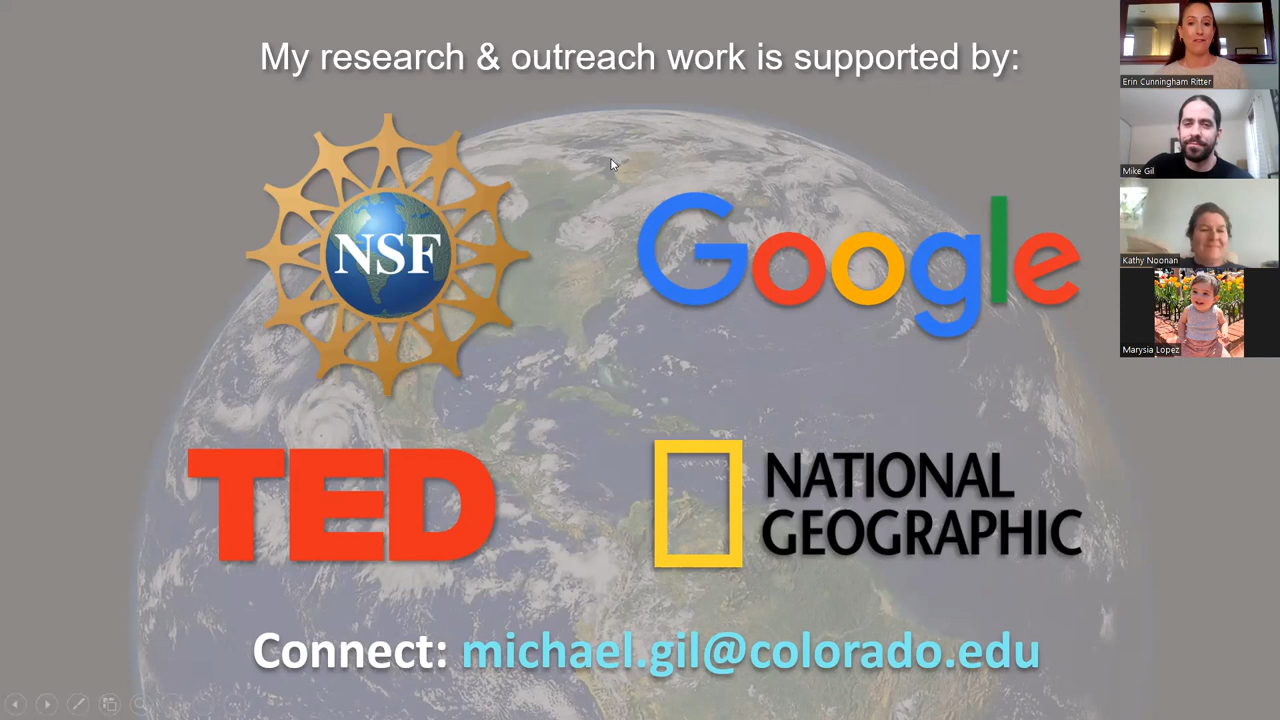 My research & outreach work is supported by:
NSF
Google
TED
NATIONAL
GEOGRAPHIC
Connect: michael.gil@colorado.edu
Erin Cunningham Ritter
Mike Gil
Kathy Noonan
Marysia Lopez